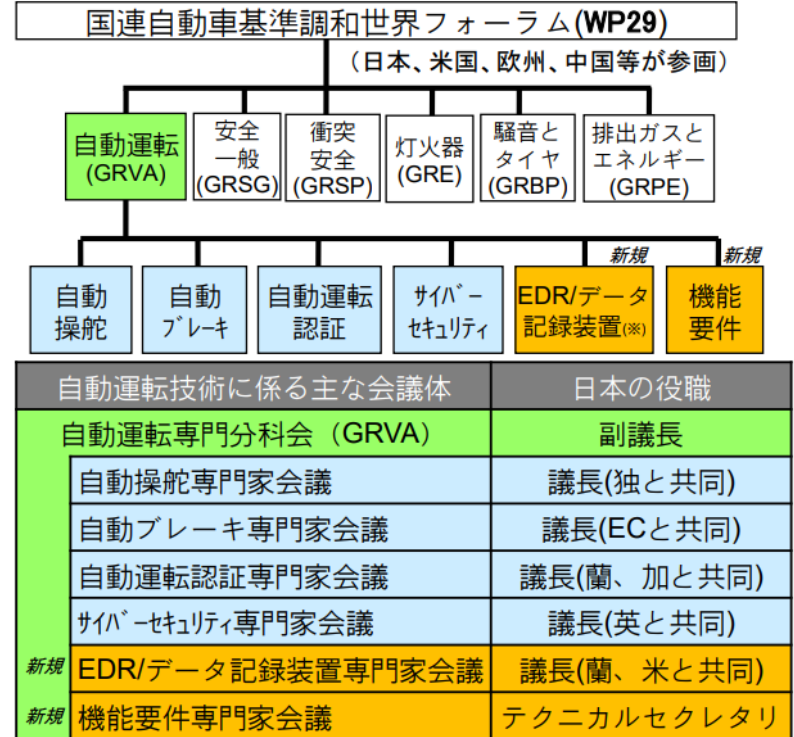 国連自動車基準調和世界フォーラム(WP29)
（日本、米国、欧州、中国等が参画）
自動運転
(GRVA)
安全
一般
(GRSG)
衝突
安全
(GRSP)
灯火器
(GRE)
騒音と
タイヤ
(GRBP)
排出ガスと
エネルギー
(GRPE)
自動
操舵
自動
ﾌﾞﾚｰｷ
自動運転
認証
ｻｲﾊﾞｰ
ｾｷｭﾘﾃｨ
新規
EDR/データ
記録装置(※)
新規
機能
要件
自動運転技術に係る主な会議体 日本の役職
自動運転専門分科会（GRVA） 副議長
自動操舵専門家会議 議長(独と共同)
自動ブレーキ専門家会議 議長(ECと共同)
自動運転認証専門家会議 議長(蘭、加と共同)
ｻｲﾊﾞｰｾｷｭﾘﾃｨ専門家会議 議長(英と共同)
新規 EDR/データ記録装置専門家会議 議長(蘭、米と共同)
新規 機能要件専門家会議 テクニカルセクレタリ